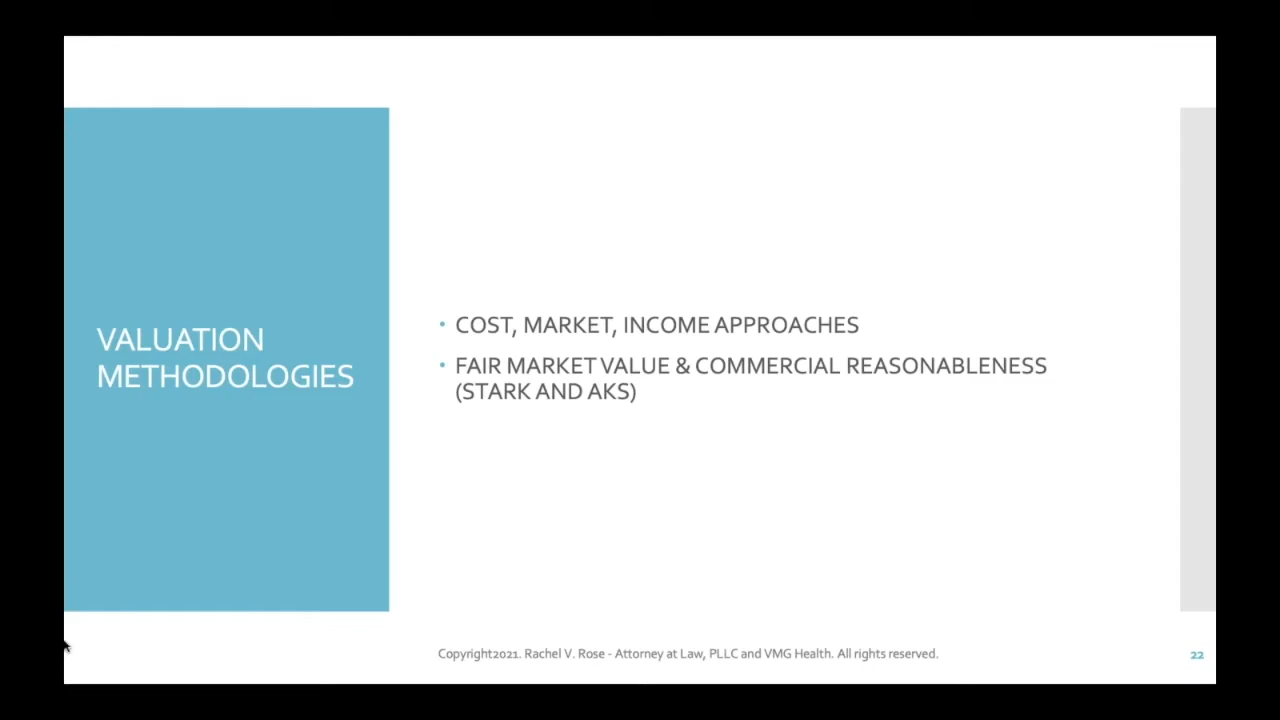 VALUATION
METHODOLOGIES
• COST, MARKET, INCOME APPROACHES
• FAIR MARKET VALUE & COMMERCIAL REASONABLENESS
(STARK AND AKS)
Copyright2021. Rachel V. Rose - Attorney at Law, PLLC and VMG Health. All rights reserved.
22